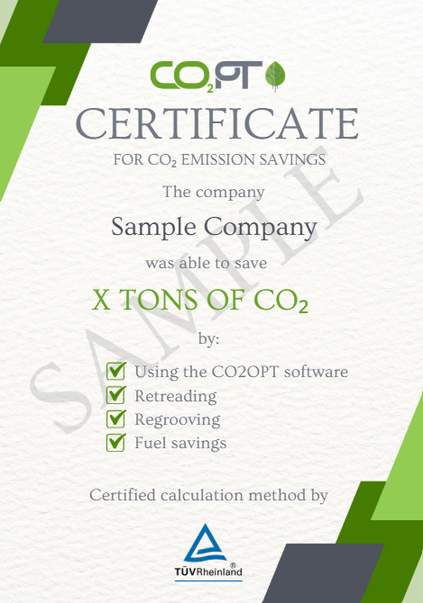 CO₂PT
CERTIFICATE
FOR CO₂ EMISSION SAVINGS
The company
Sample Company
was able to save
X TONS OF CO₂
by:
Using the CO2OPT software
Retreading
Regrooving
Fuel savings
Certified calculation method by
TÜVRheinland®
SAMPLE